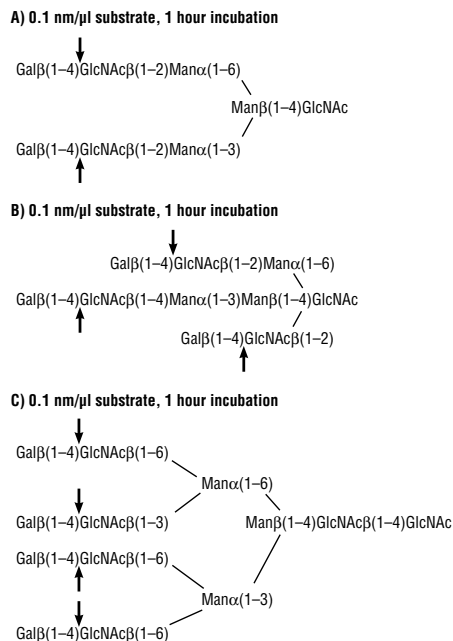 A) 0.1 nm/µl substrate, 1 hour incubation
Galβ(1–4)GlcNAcβ(1–2)Manα(1–6)
Manβ(1–4)GlcNAc
Galβ(1–4)GlcNAcβ(1–2)Manα(1–3)
B) 0.1 nm/µl substrate, 1 hour incubation
Galβ(1–4)GlcNAcβ(1–2)Manα(1–6)
Galβ(1–4)GlcNAcβ(1–4)Manα(1–3)Manβ(1–4)GlcNAc
Galβ(1–4)GlcNAcβ(1–2)
C) 0.1 nm/µl substrate, 1 hour incubation
Galβ(1–4)GlcNAcβ(1–6)
Manα(1–6)
Galβ(1–4)GlcNAcβ(1–3)
Manβ(1–4)GlcNAcβ(1–4)GlcNAc
Galβ(1–4)GlcNAcβ(1–6)
Manα(1–3)
Galβ(1–4)GlcNAcβ(1–6)